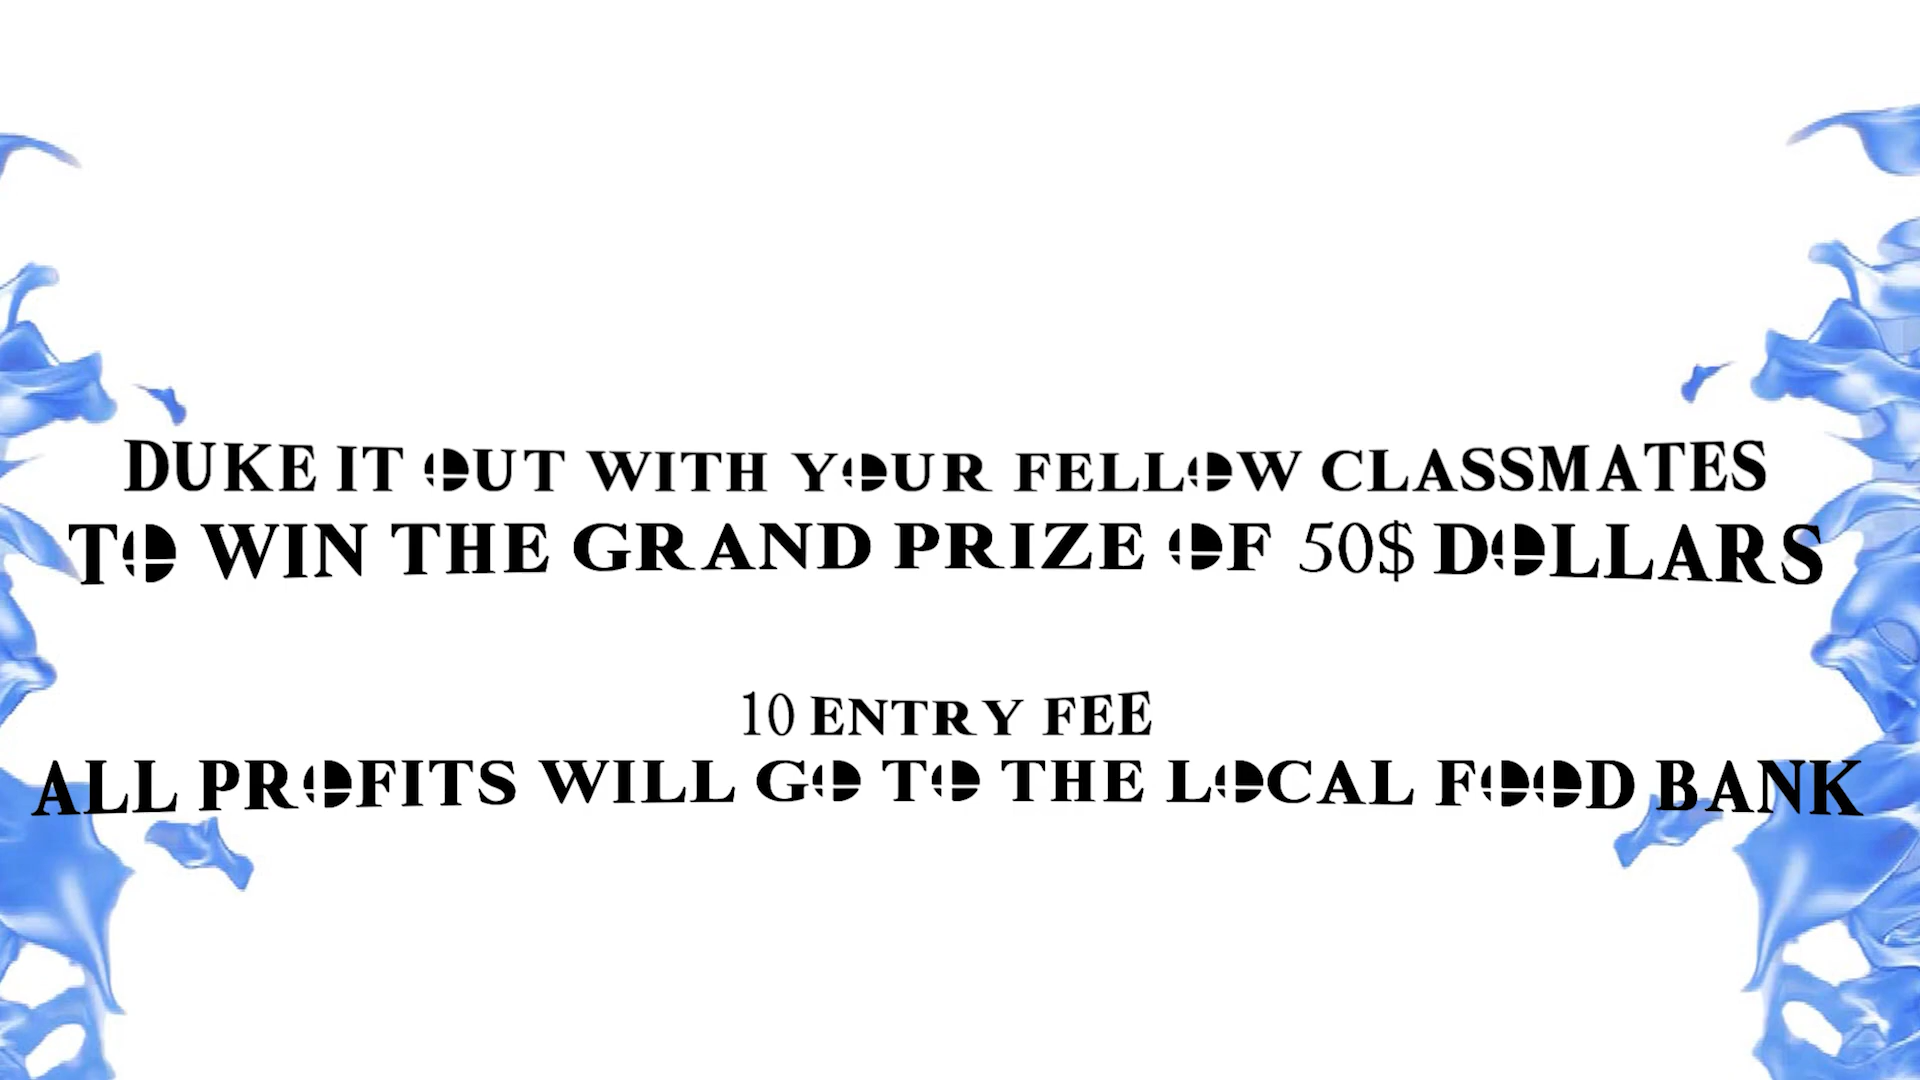 DUKE IT OUT WITH YOUR FELLOW CLASSMATES
TO WIN THE GRAND PRIZE OF 50$ DOLLARS
10 ENTRY FEE
ALL PROFITS WILL GO TO THE LOCAL FOOD BANK